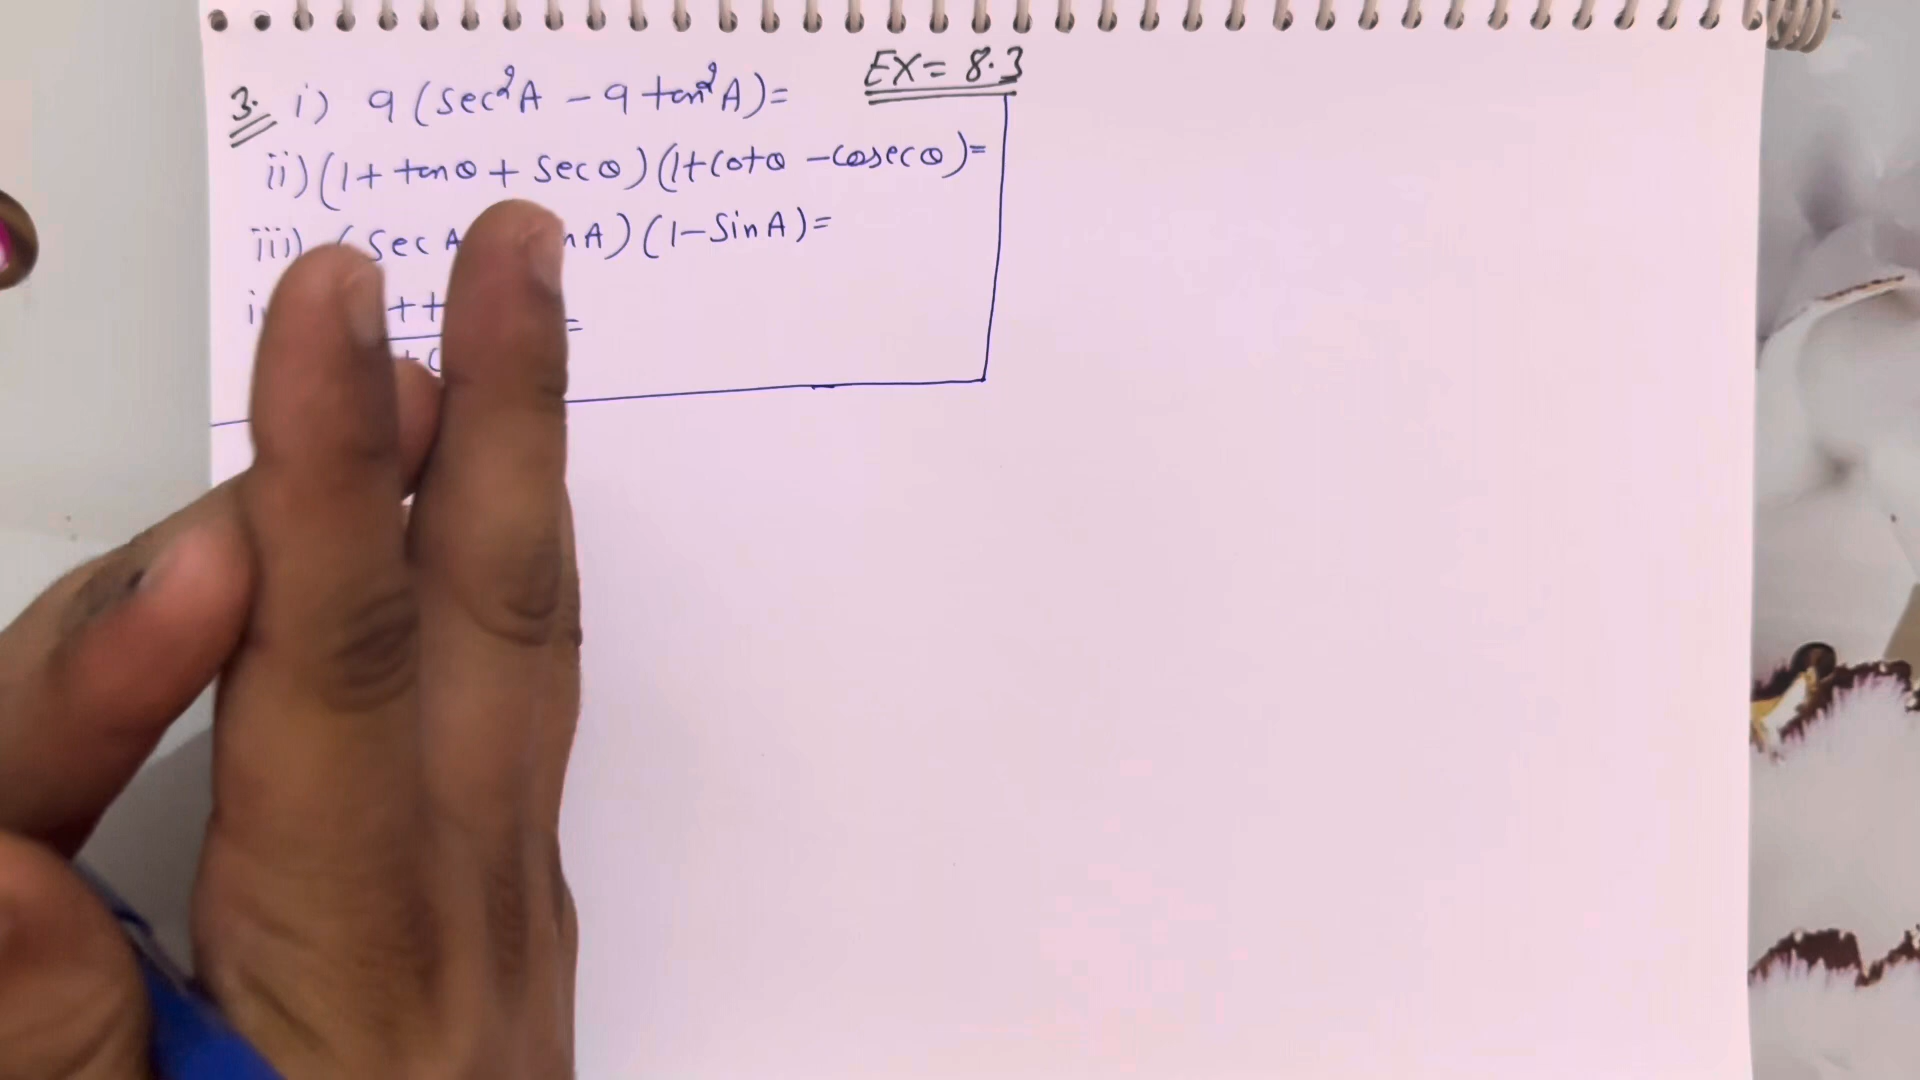 EX = 8.3
3. i) 9 (sec²A - 9 tan²A) =
ii) (1 + tanθ + secθ) (1 + cotθ - cosecθ) =
iii) ( sec A A) (1 - sin A) =
+ =
+